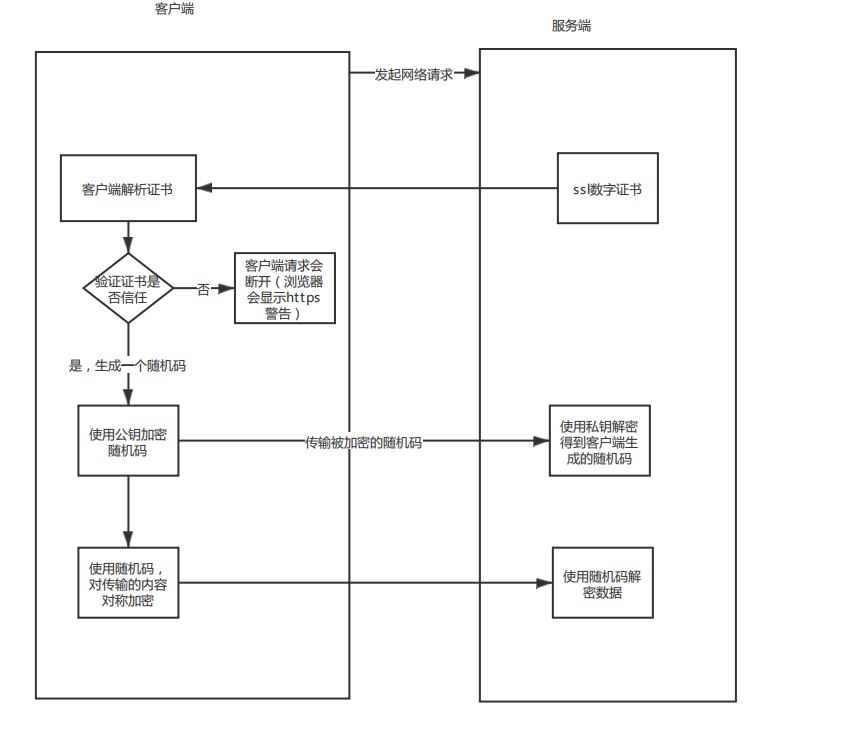 客户端
服务端
发起网络请求
客户端解析证书
ssl数字证书
验证证书是
否信任
否
客户端请求会
断开（浏览器
会显示https
警告）
是，生成一个随机码
使用公钥加密
随机码
传输被加密的随机码
使用私钥解密
得到客户端生
成的随机码
使用随机码，
对传输的内容
对称加密
使用随机码解
密数据